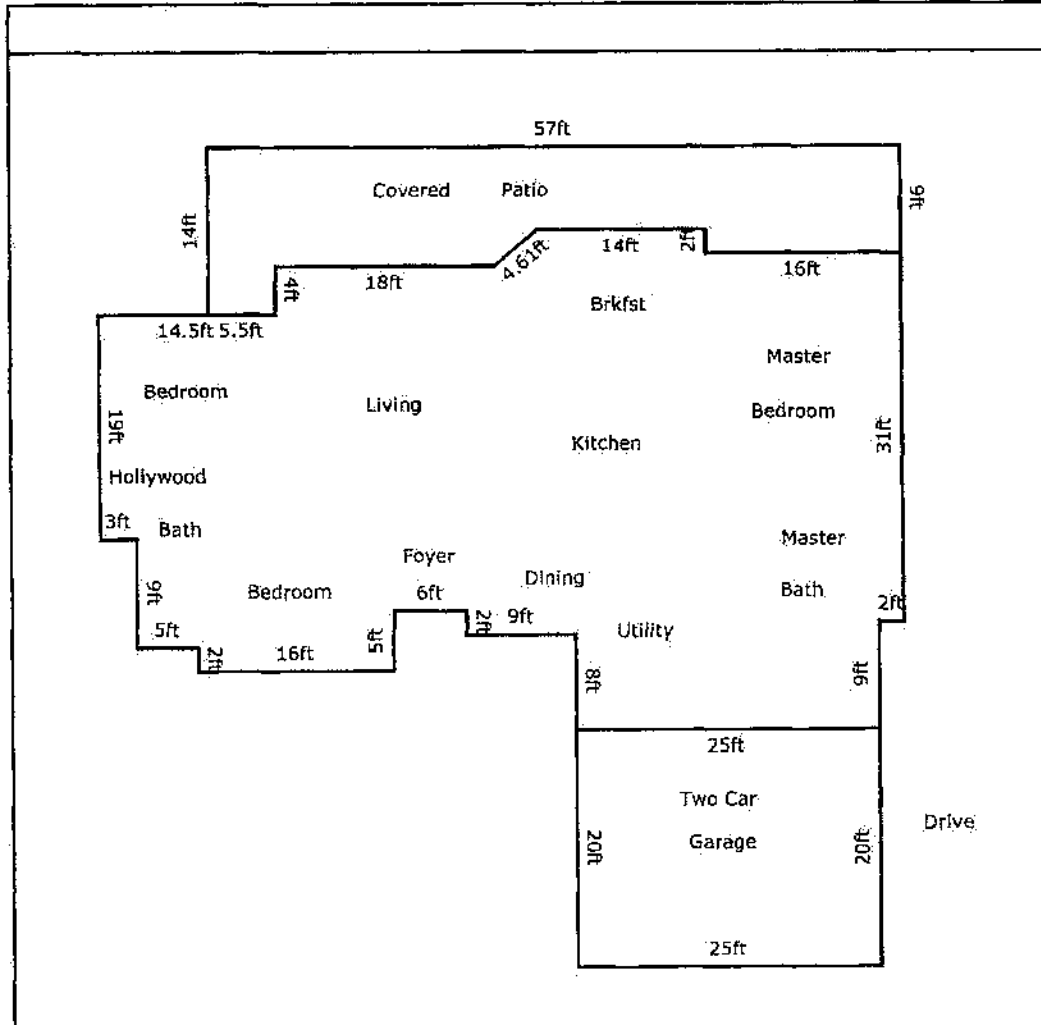 57ft
Covered Patio
9ft
14ft
14ft
2ft
4.61ft
18ft
16ft
4ft
Brkfst
14.5ft 5.5ft
Master
Bedroom
Living
Bedroom
19ft
31ft
Kitchen
Hollywood
3ft
Bath
Master
Foyer
Dining
Bath
9ft
Bedroom
6ft
2ft
2ft
9ft
Utility
5ft
5ft
2ft
16ft
8ft
9ft
25ft
Two Car
Drive
20ft
Garage
20ft
25ft